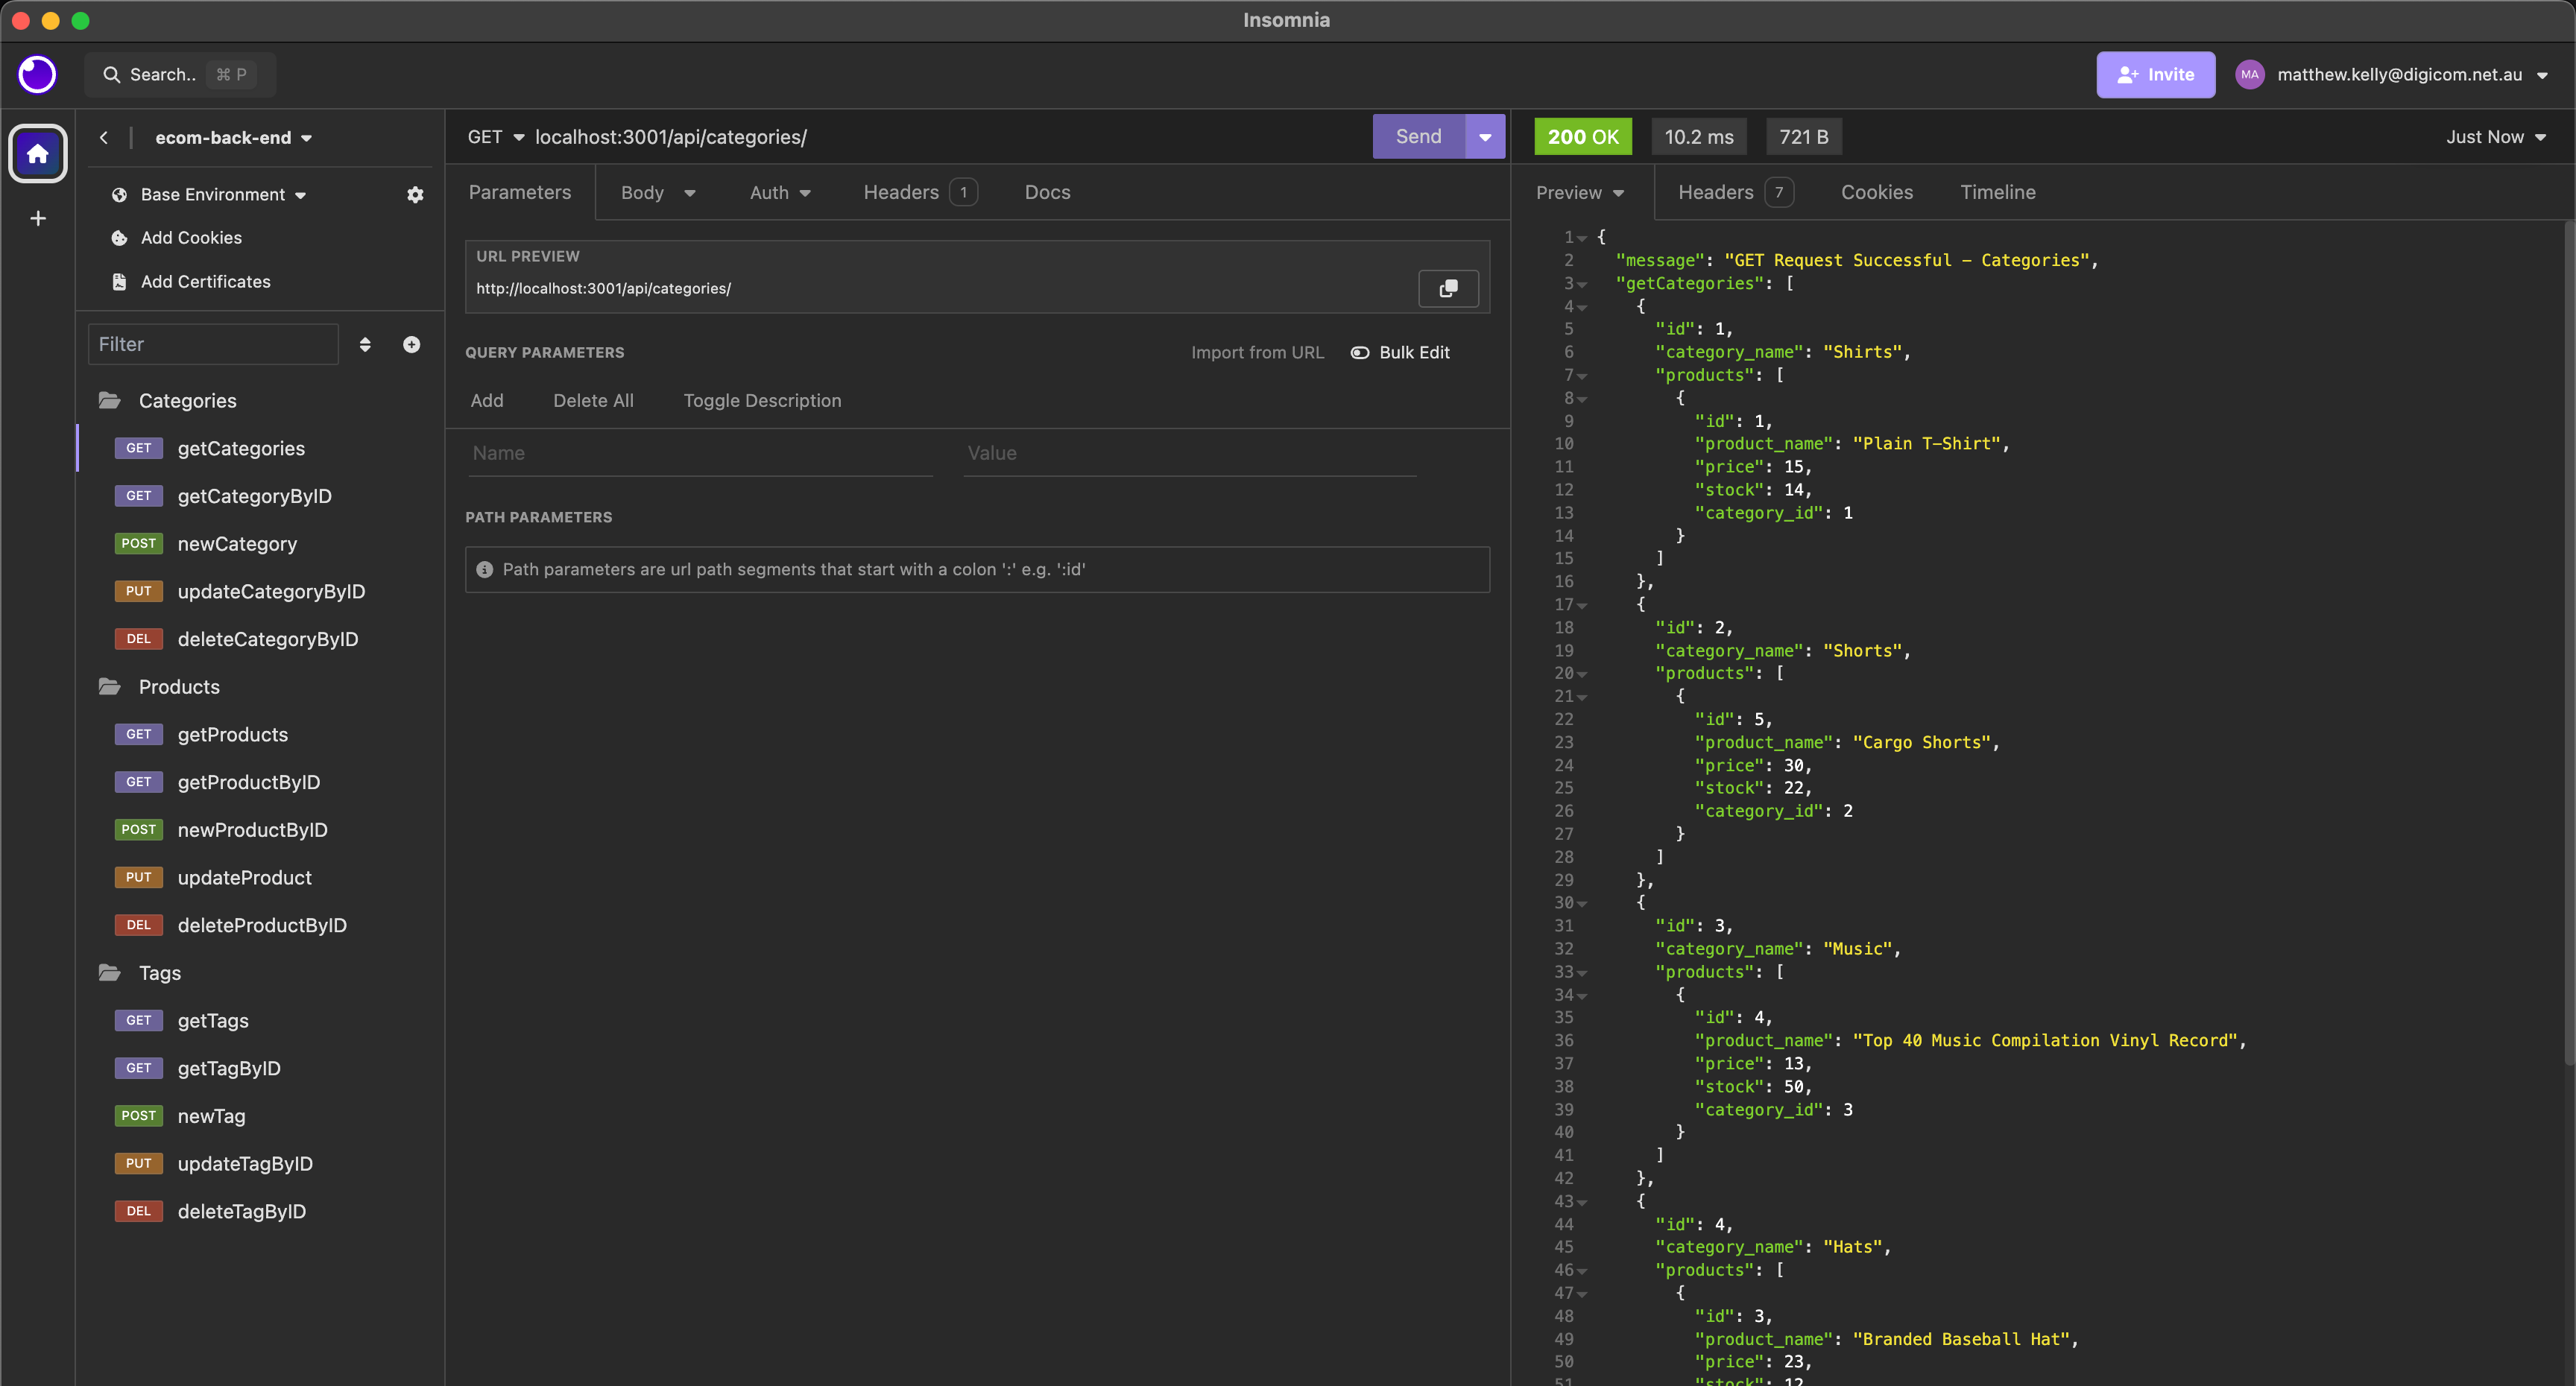 Insomnia
Search.. ⌘ P
Invite
MA
matthew.kelly@digicom.net.au
ecom-back-end
Base Environment
Add Cookies
Add Certificates
Filter
Categories
GET getCategories
GET getCategoryByID
POST newCategory
PUT updateCategoryByID
DEL deleteCategoryByID
Products
GET getProducts
GET getProductByID
POST newProductByID
PUT updateProduct
DEL deleteProductByID
Tags
GET getTags
GET getTagByID
POST newTag
PUT updateTagByID
DEL deleteTagByID
GET localhost:3001/api/categories/
Send
Parameters Body Auth Headers 1 Docs
URL PREVIEW
http://localhost:3001/api/categories/
QUERY PARAMETERS Import from URL Bulk Edit
Add Delete All Toggle Description
Name Value
PATH PARAMETERS
Path parameters are url path segments that start with a colon ':' e.g. ':id'
200 OK 10.2 ms 721 B Just Now
Preview Headers 7 Cookies Timeline
1 {
2 "message": "GET Request Successful – Categories",
3 "getCategories": [
4 {
5 "id": 1,
6 "category_name": "Shirts",
7 "products": [
8 {
9 "id": 1,
10 "product_name": "Plain T-Shirt",
11 "price": 15,
12 "stock": 14,
13 "category_id": 1
14 }
15 ]
16 },
17 {
18 "id": 2,
19 "category_name": "Shorts",
20 "products": [
21 {
22 "id": 5,
23 "product_name": "Cargo Shorts",
24 "price": 30,
25 "stock": 22,
26 "category_id": 2
27 }
28 ]
29 },
30 {
31 "id": 3,
32 "category_name": "Music",
33 "products": [
34 {
35 "id": 4,
36 "product_name": "Top 40 Music Compilation Vinyl Record",
37 "price": 13,
38 "stock": 50,
39 "category_id": 3
40 }
41 ]
42 },
43 {
44 "id": 4,
45 "category_name": "Hats",
46 "products": [
47 {
48 "id": 3,
49 "product_name": "Branded Baseball Hat",
50 "price": 23,
51 "stock": 12,